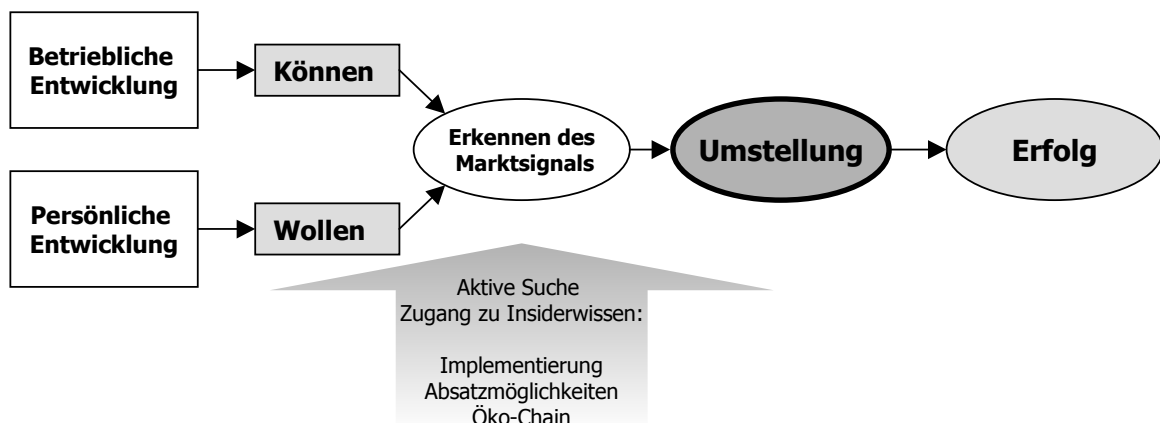 Betriebliche
Entwicklung
Können
Erkennen des
Marktsignals
Umstellung
Erfolg
Persönliche
Entwicklung
Wollen
Aktive Suche
Zugang zu Insiderwissen:
Implementierung
Absatzmöglichkeiten
Öko-Chain